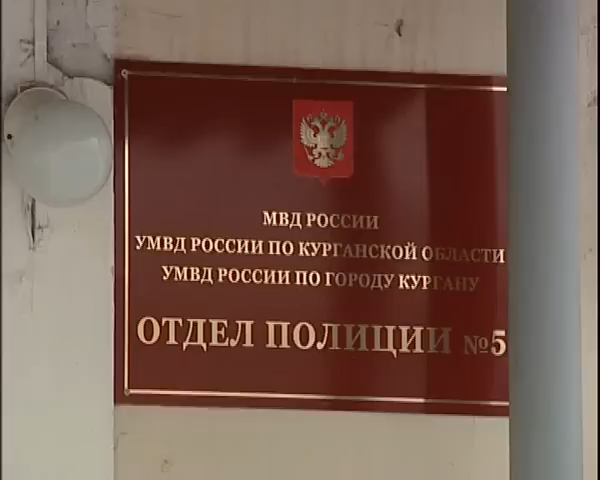 МВД РОССИИ
УМВД РОССИИ ПО КУРГАНСКОЙ ОБЛАСТИ
УМВД РОССИИ ПО ГОРОДУ КУРГАНУ
ОТДЕЛ ПОЛИЦИИ №5